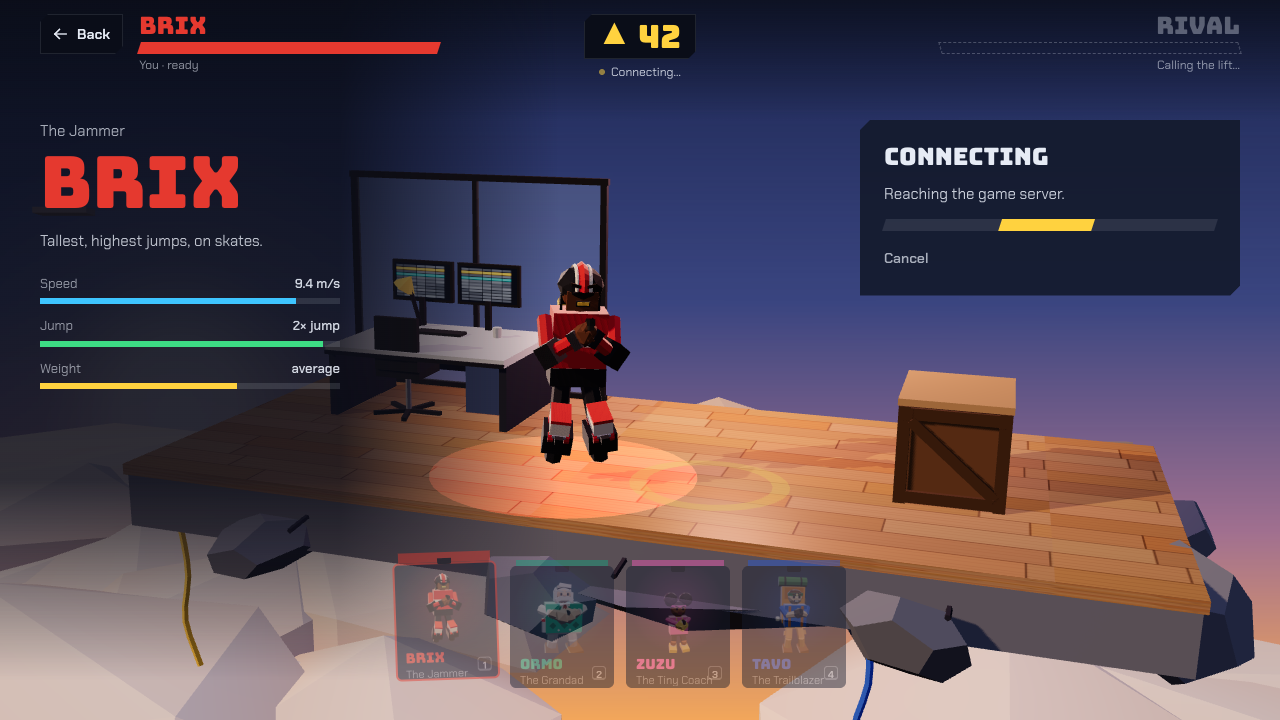 Back
BRIX
You · ready
42
Connecting...
RIVAL
Calling the lift...
The Jammer
BRIX
Tallest, highest jumps, on skates.
Speed 9.4 m/s
Jump 2× jump
Weight average
CONNECTING
Reaching the game server.
Cancel
BRIX
The Jammer
1
ORMO
The Grandad
2
ZUZU
The Tiny Coach
3
TAVO
The Trailblazer
4